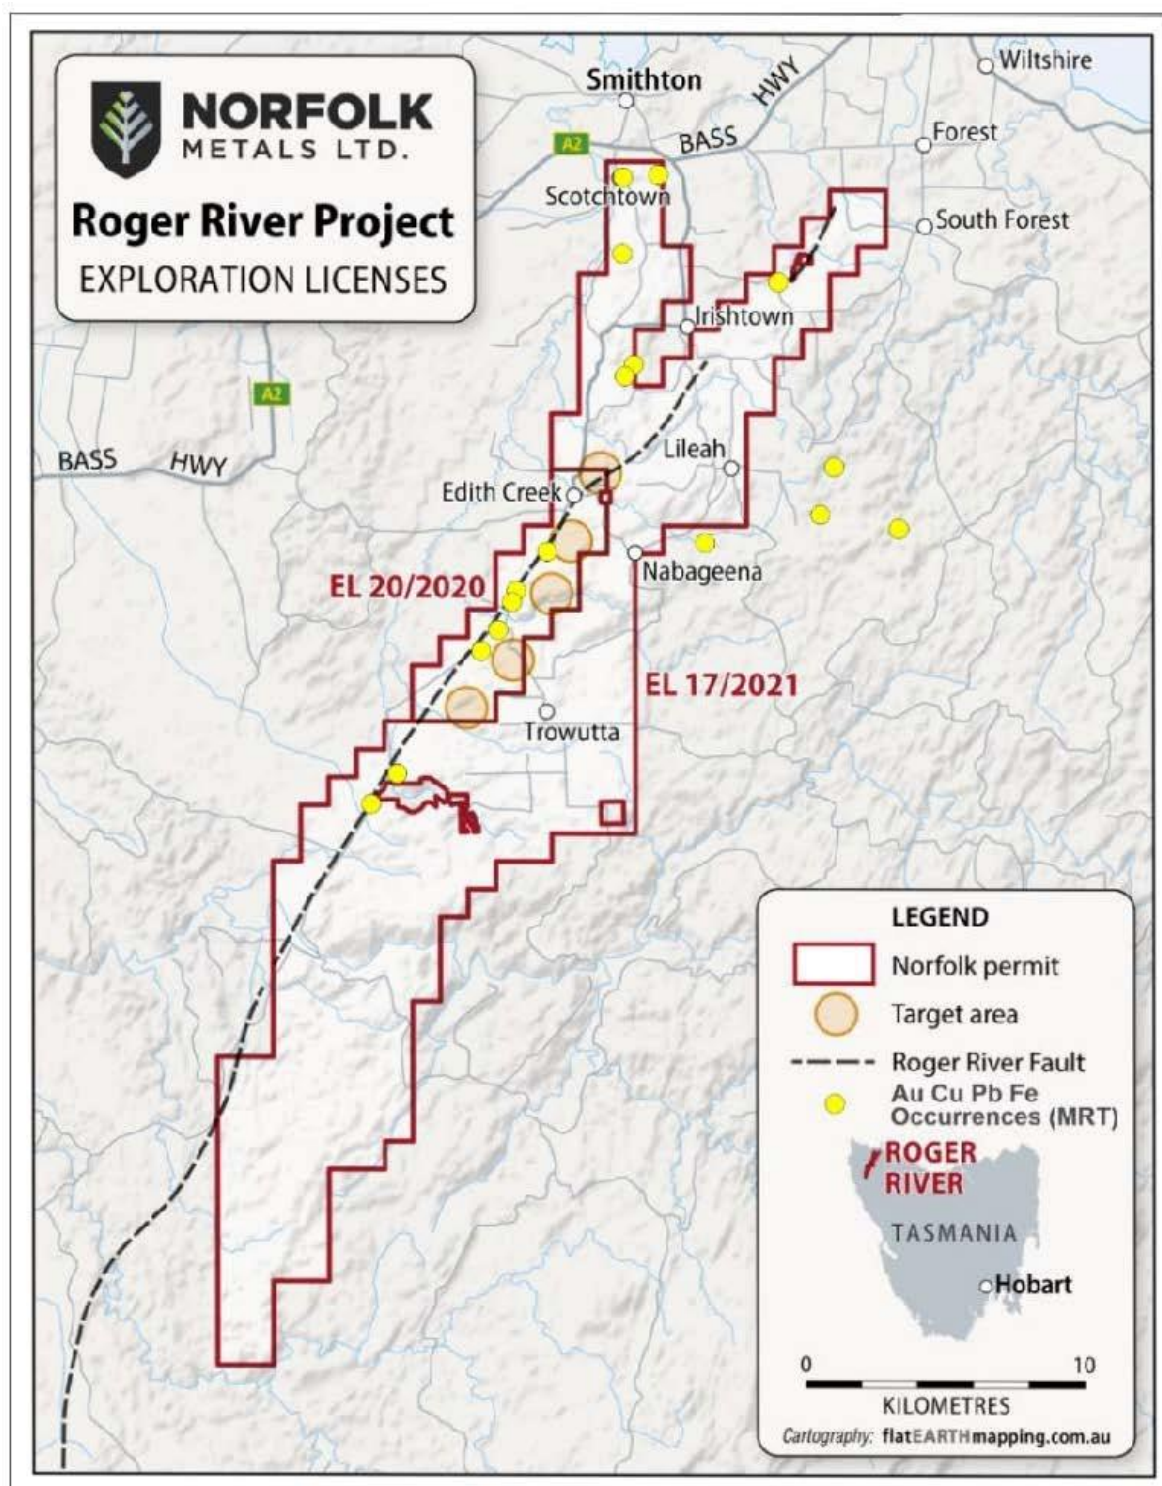 NORFOLK
METALS LTD.
Roger River Project
EXPLORATION LICENSES
Wiltshire
Smithton
HWY
BASS
A2
Forest
Scotchtown
South Forest
Irishtown
A2
BASS HWY
Lileah
Edith Creek
Nabageena
EL 20/2020
EL 17/2021
Trowutta
LEGEND
Norfolk permit
Target area
Roger River Fault
Au Cu Pb Fe
Occurrences (MRT)
ROGER
RIVER
TASMANIA
Hobart
0 10
KILOMETRES
Cartography: flatEARTHmapping.com.au